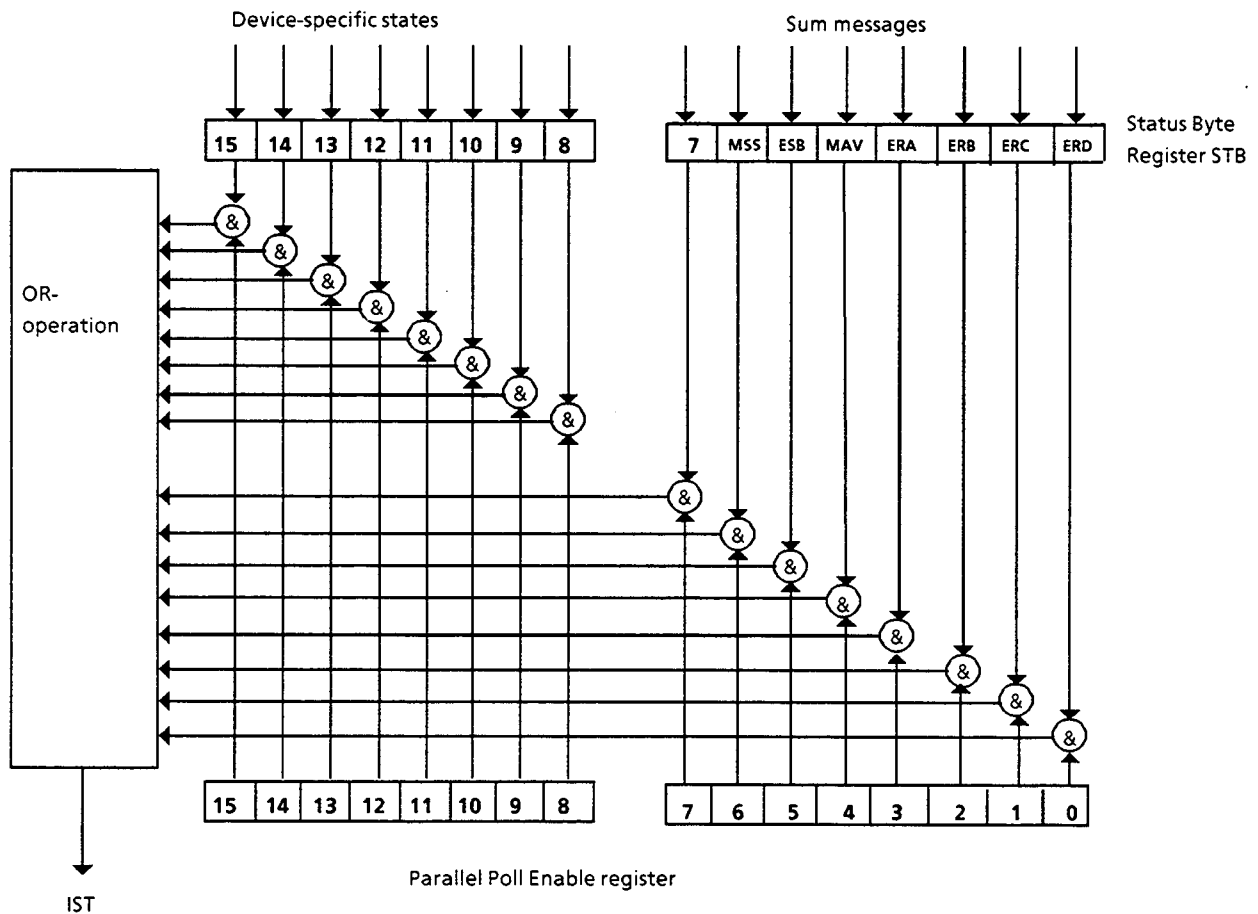 Device-specific states
Sum messages
15 14 13 12 11 10 9 8
7 MSS ESB MAV ERA ERB ERC ERD
Status Byte
Register STB
&
&
&
&
&
&
&
&
OR-
operation
&
&
&
&
&
&
&
&
15 14 13 12 11 10 9 8
7 6 5 4 3 2 1 0
Parallel Poll Enable register
IST